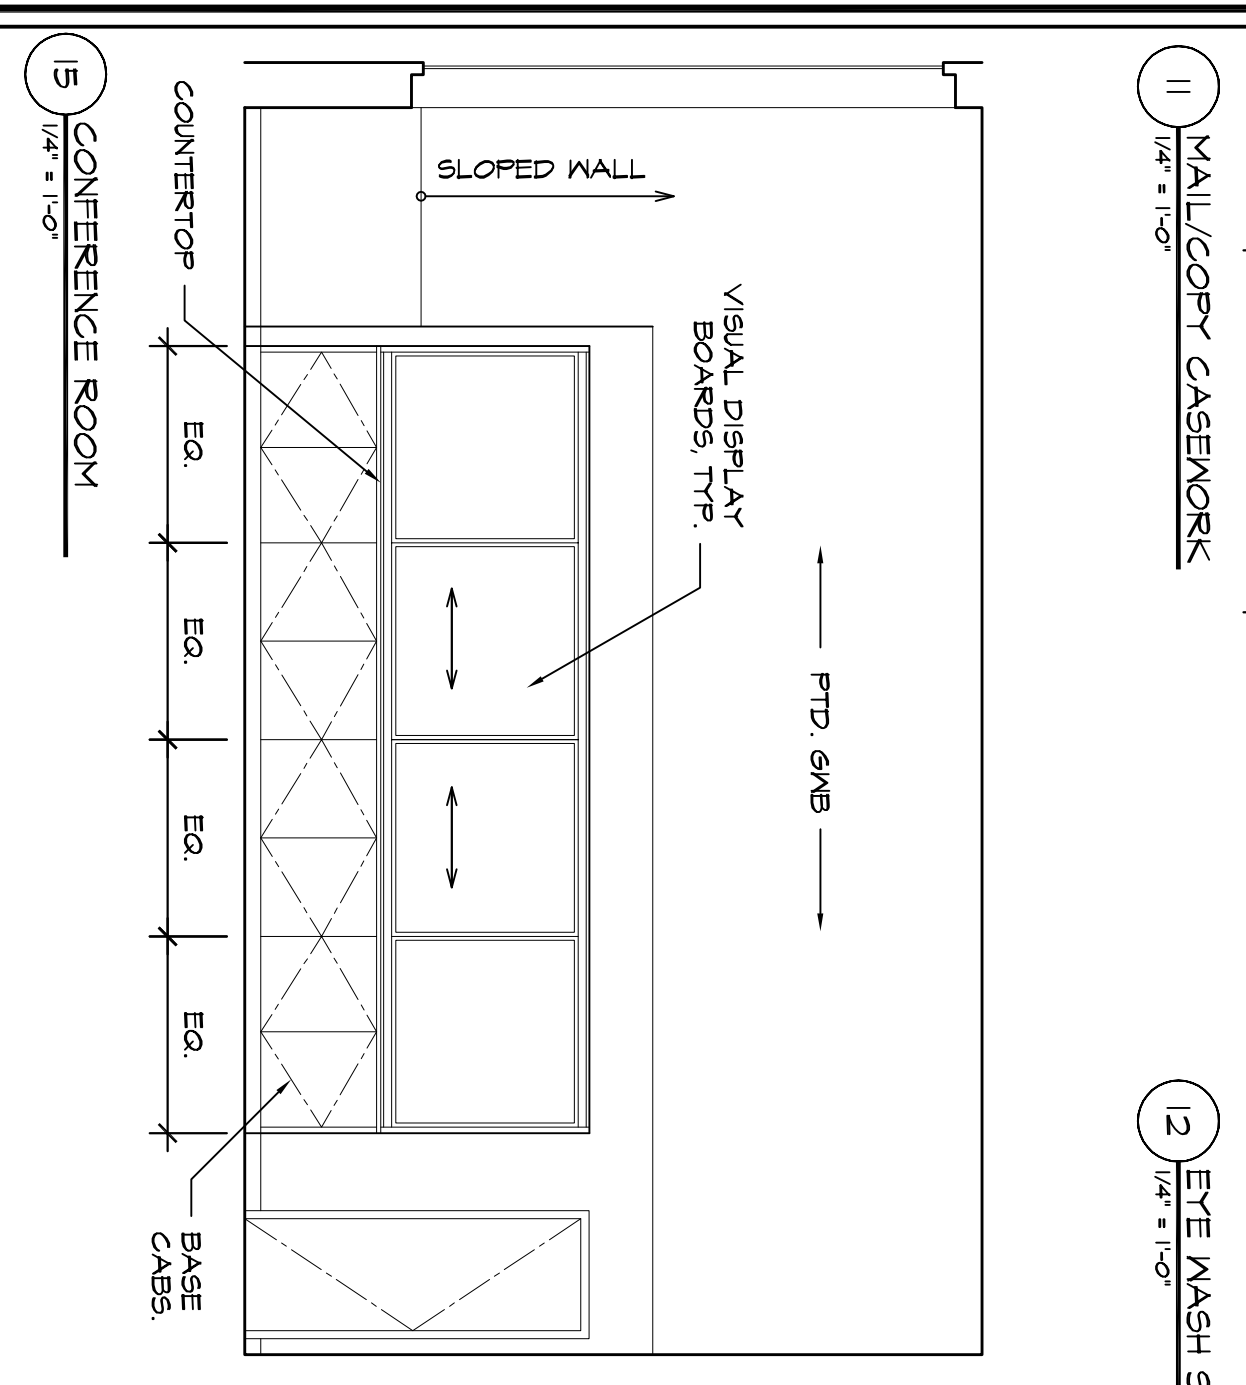 11
MAIL/COPY CASEWORK
1/4" = 1'-0"
12
EYE WASH
1/4" = 1'-0"
SLOPED WALL
VISUAL DISPLAY
BOARDS, TYP.
PTD. GWB
COUNTERTOP
EQ.
EQ.
EQ.
EQ.
BASE
CABS.
15
CONFERENCE ROOM
1/4" = 1'-0"